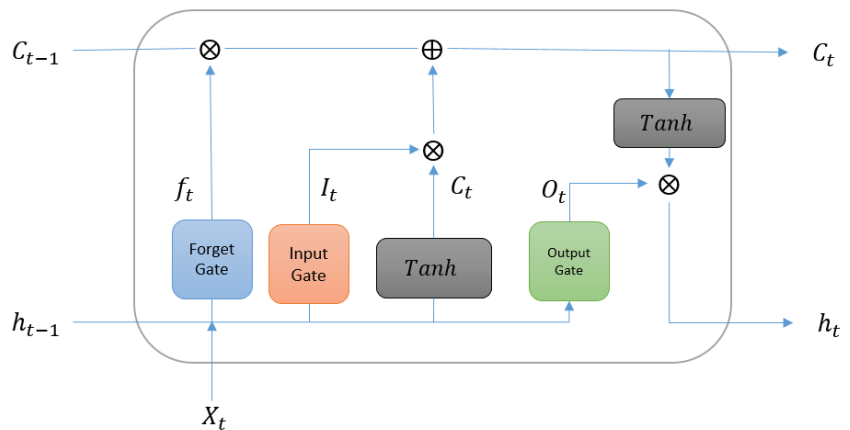 C_{t−1}
C_t
Tanh
f_t
I_t
C_t
O_t
Forget
Gate
Input
Gate
Tanh
Output
Gate
h_{t−1}
h_t
X_t